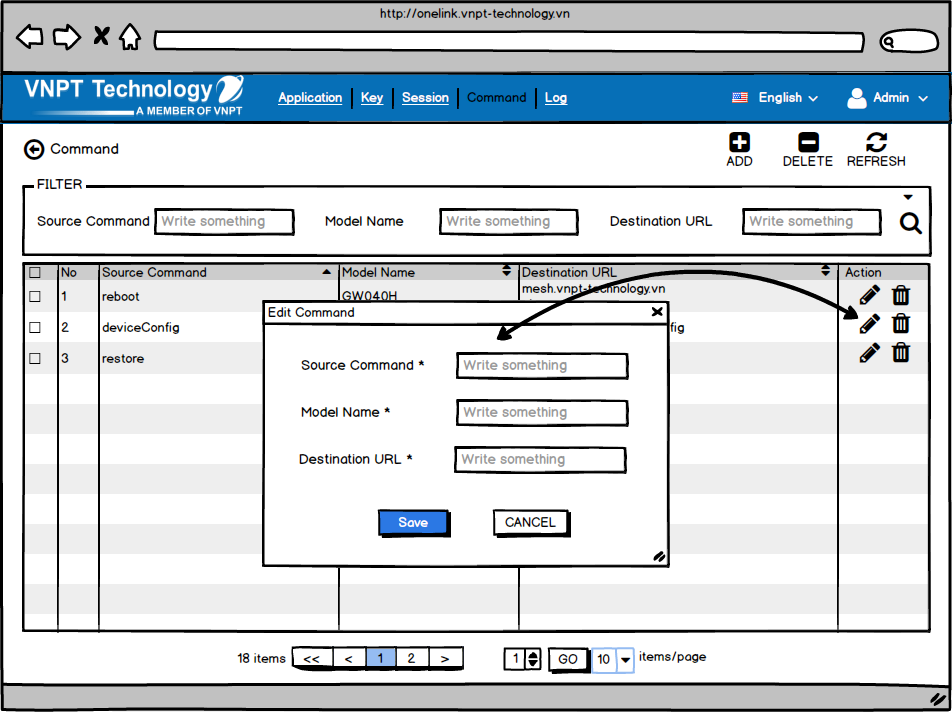 http://onelink.vnpt-technology.vn
VNPT Technology
A MEMBER OF VNPT
Application Key Session Command Log
English Admin
Command
ADD DELETE REFRESH
FILTER
Source Command Write something Model Name Write something Destination URL Write something
No Source Command Model Name Destination URL Action
1 reboot GW040H mesh.vnpt-technology.vn
2 deviceConfig fig
3 restore
Edit Command
Source Command * Write something
Model Name * Write something
Destination URL * Write something
Save CANCEL
18 items << < 1 2 > 1 GO 10 items/page